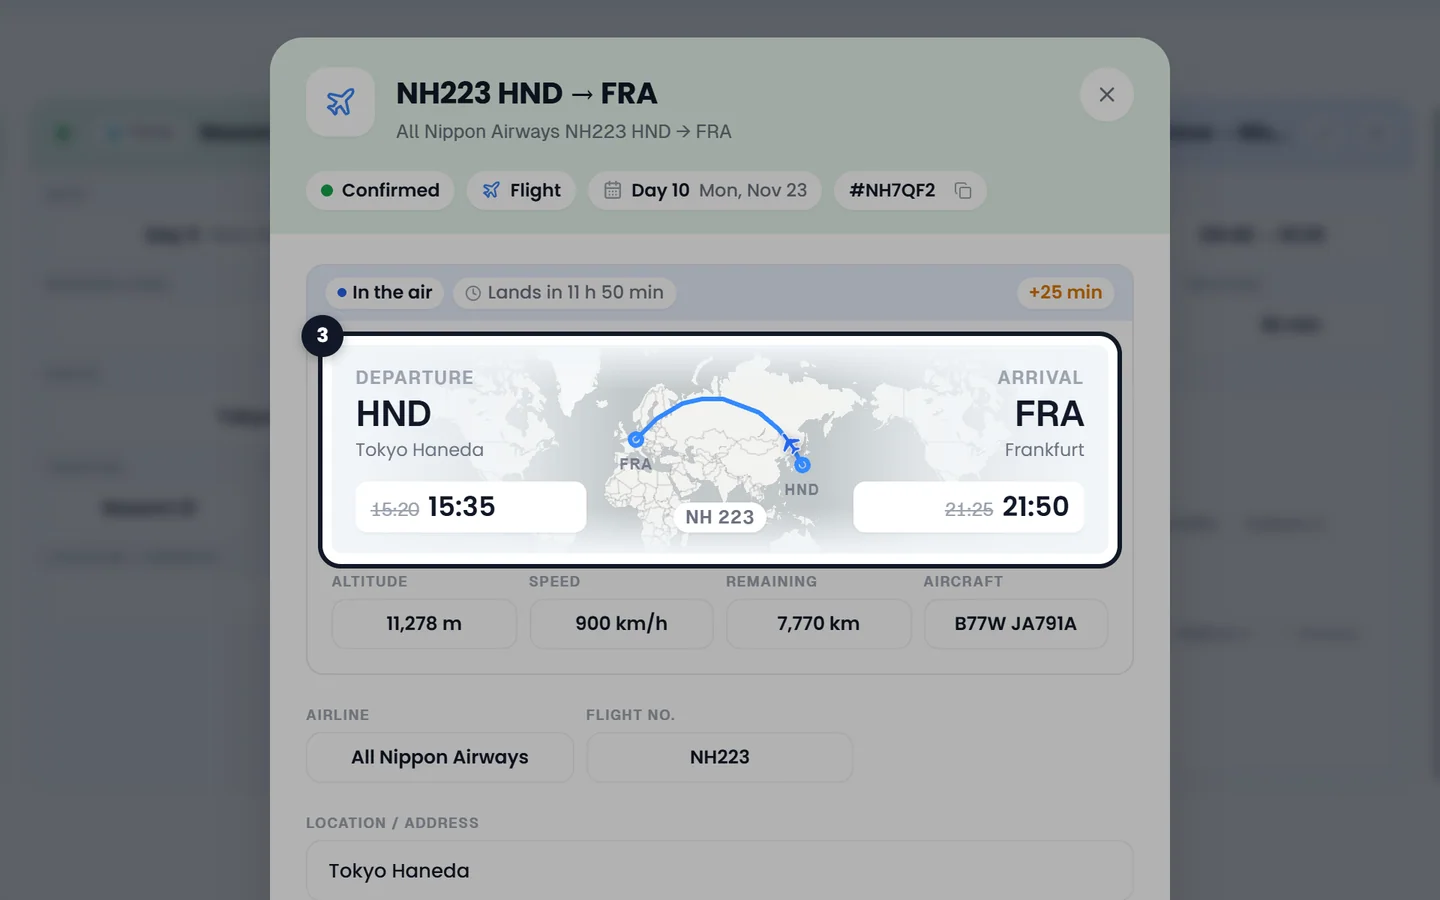 NH223 HND → FRA
All Nippon Airways NH223 HND → FRA
Confirmed
Flight
Day 10 Mon, Nov 23
#NH7QF2
In the air
Lands in 11 h 50 min
+25 min
3
DEPARTURE
HND
Tokyo Haneda
15:20 15:35
FRA
HND
NH 223
ARRIVAL
FRA
Frankfurt
21:25 21:50
ALTITUDE
11,278 m
SPEED
900 km/h
REMAINING
7,770 km
AIRCRAFT
B77W JA791A
AIRLINE
All Nippon Airways
FLIGHT NO.
NH223
LOCATION / ADDRESS
Tokyo Haneda